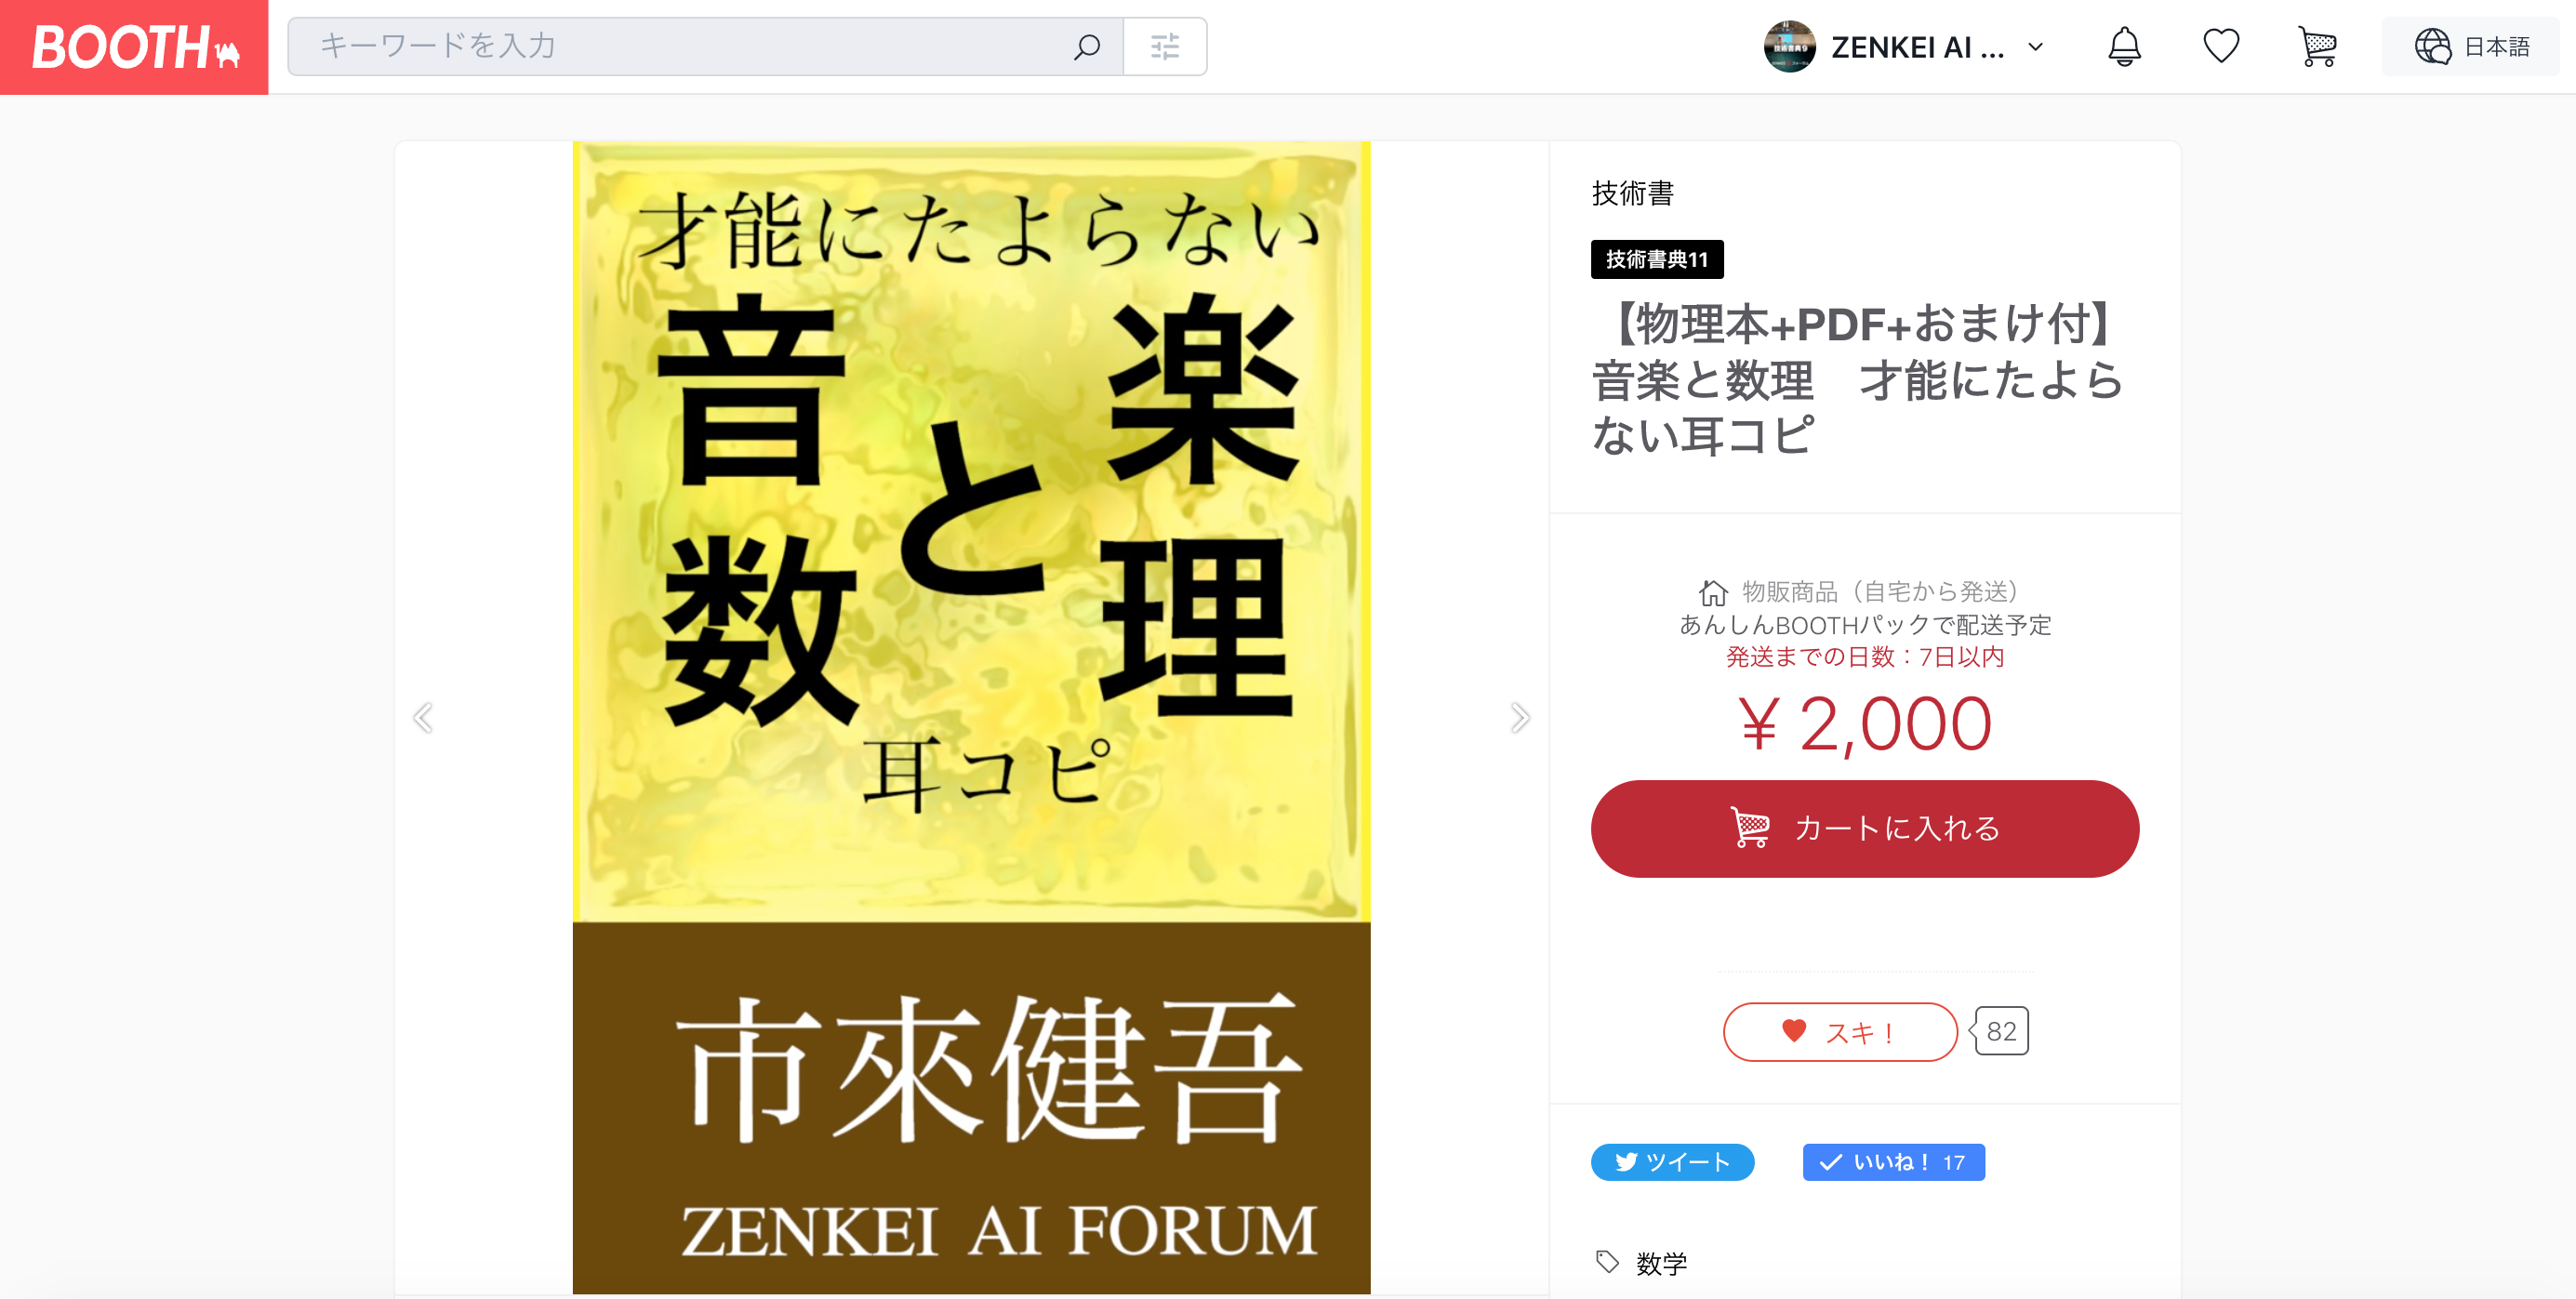 BOOTH
キーワードを入力
ZENKEI AI ...
日本語
才能にたよらない
音楽
と
数理
耳コピ
市來健吾
ZENKEI AI FORUM
技術書
技術書典11
【物理本+PDF+おまけ付】
音楽と数理　才能にたよら
ない耳コピ
物販商品（自宅から発送）
あんしんBOOTHパックで配送予定
発送までの日数：7日以内
¥ 2,000
カートに入れる
スキ！
82
ツイート
いいね！ 17
数学